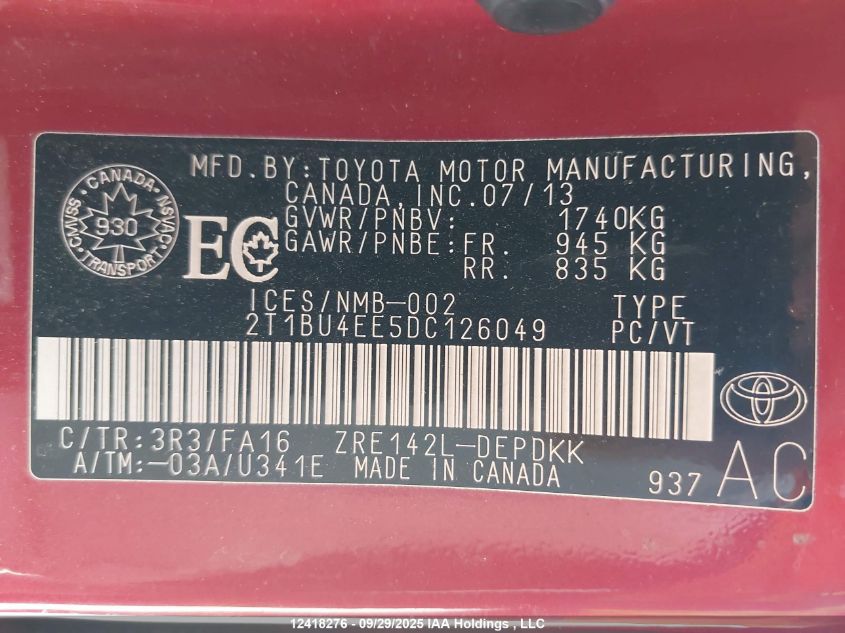 MFD.BY:TOYOTA MOTOR MANUFACTURING,
CANADA,INC.07/13
GVWR/PNBV: 1740KG
GAWR/PNBE:FR. 945 KG
RR. 835 KG
CANADA
CMVSS 930 NSVAC
TRANSPORT
EC
ICES/NMB-002 TYPE
2T1BU4EE5DC126049 PC/VT
C/TR:3R3/FA16 ZRE142L-DEPDKK
A/TM:-03A/U341E MADE IN CANADA
937 AC
12418276 - 09/29/2025 IAA Holdings , LLC